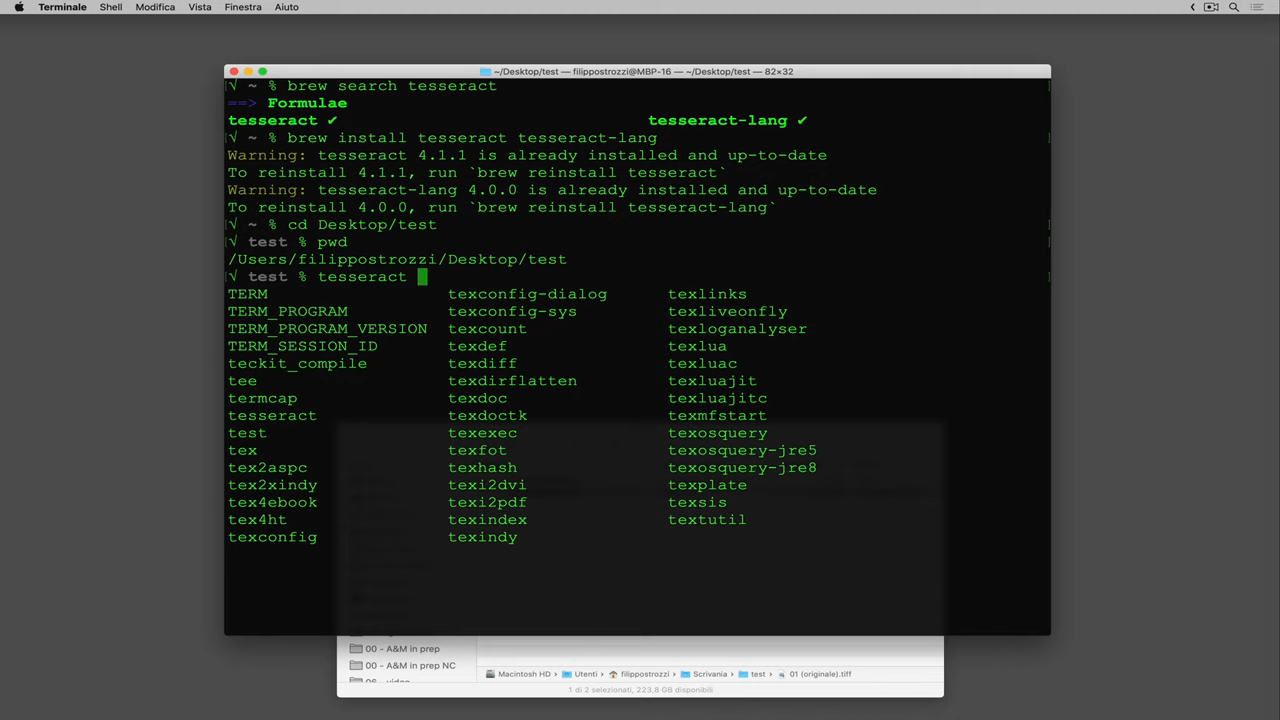 Terminale Shell Modifica Vista Finestra Aiuto
~/Desktop/test — filippostrozzi@MBP-16 — ~/Desktop/test — 82×32
√ ~ % brew search tesseract
==> Formulae
tesseract ✔ tesseract-lang ✔
√ ~ % brew install tesseract tesseract-lang
Warning: tesseract 4.1.1 is already installed and up-to-date
To reinstall 4.1.1, run `brew reinstall tesseract`
Warning: tesseract-lang 4.0.0 is already installed and up-to-date
To reinstall 4.0.0, run `brew reinstall tesseract-lang`
√ ~ % cd Desktop/test
√ test % pwd
/Users/filippostrozzi/Desktop/test
√ test % tesseract
TERM texconfig-dialog texlinks
TERM_PROGRAM texconfig-sys texliveonfly
TERM_PROGRAM_VERSION texcount texloganalyser
TERM_SESSION_ID texdef texlua
teckit_compile texdiff texluac
tee texdirflatten texluajit
termcap texdoc texluajitc
tesseract texdoctk texmfstart
test texexec texosquery
tex texfot texosquery-jre5
tex2aspc texhash texosquery-jre8
tex2xindy texi2dvi texplate
tex4ebook texi2pdf texsis
tex4ht texindex textutil
texconfig texindy
00 - A&M in prep
00 - A&M in prep NC
Macintosh HD › Utenti › filippostrozzi › Scrivania › test › 01 (originale).tiff
1 di 2 selezionati, 223,8 GB disponibili